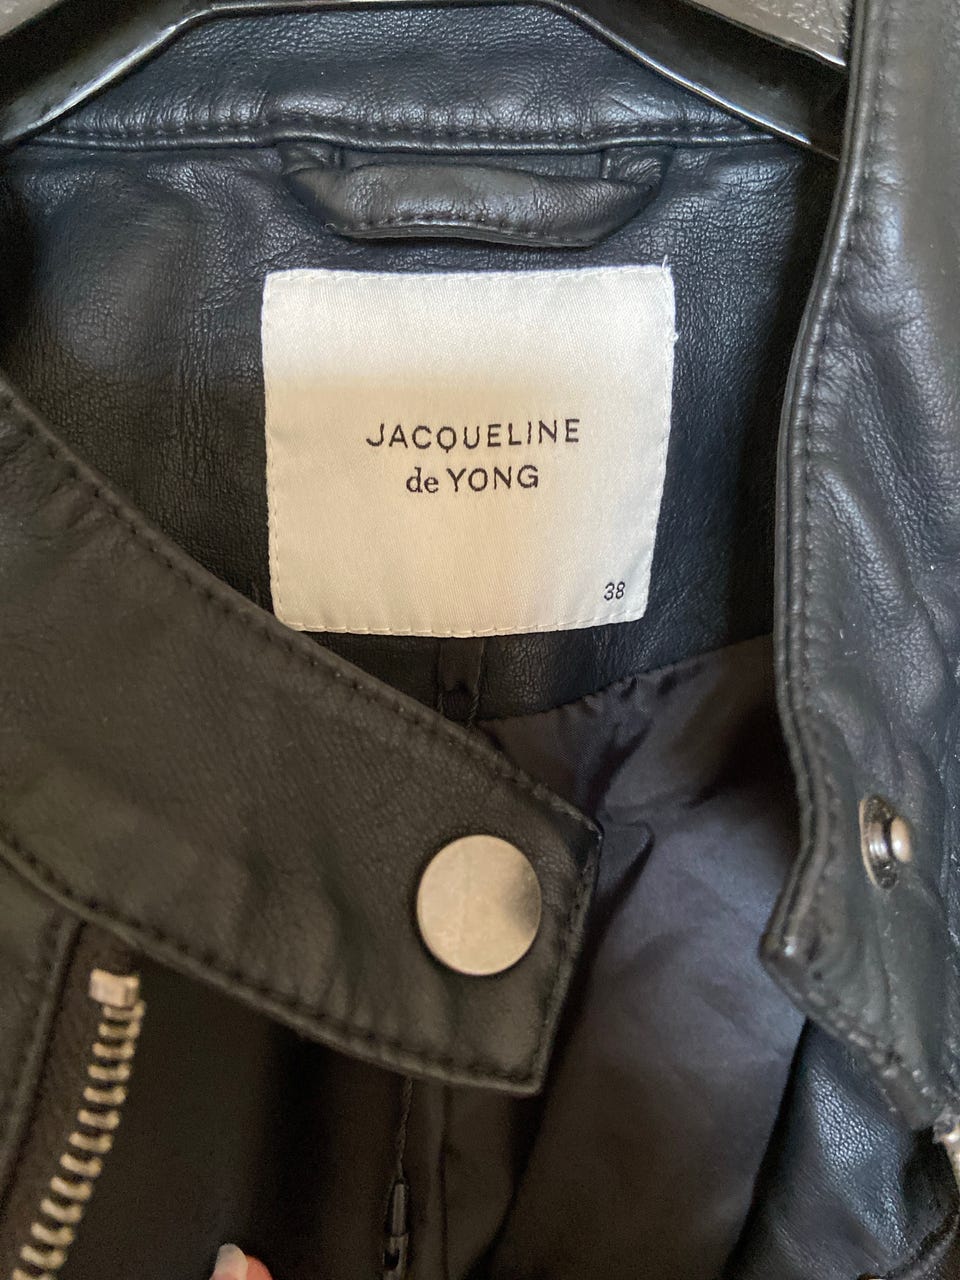 JACQUELINE
de YONG
38